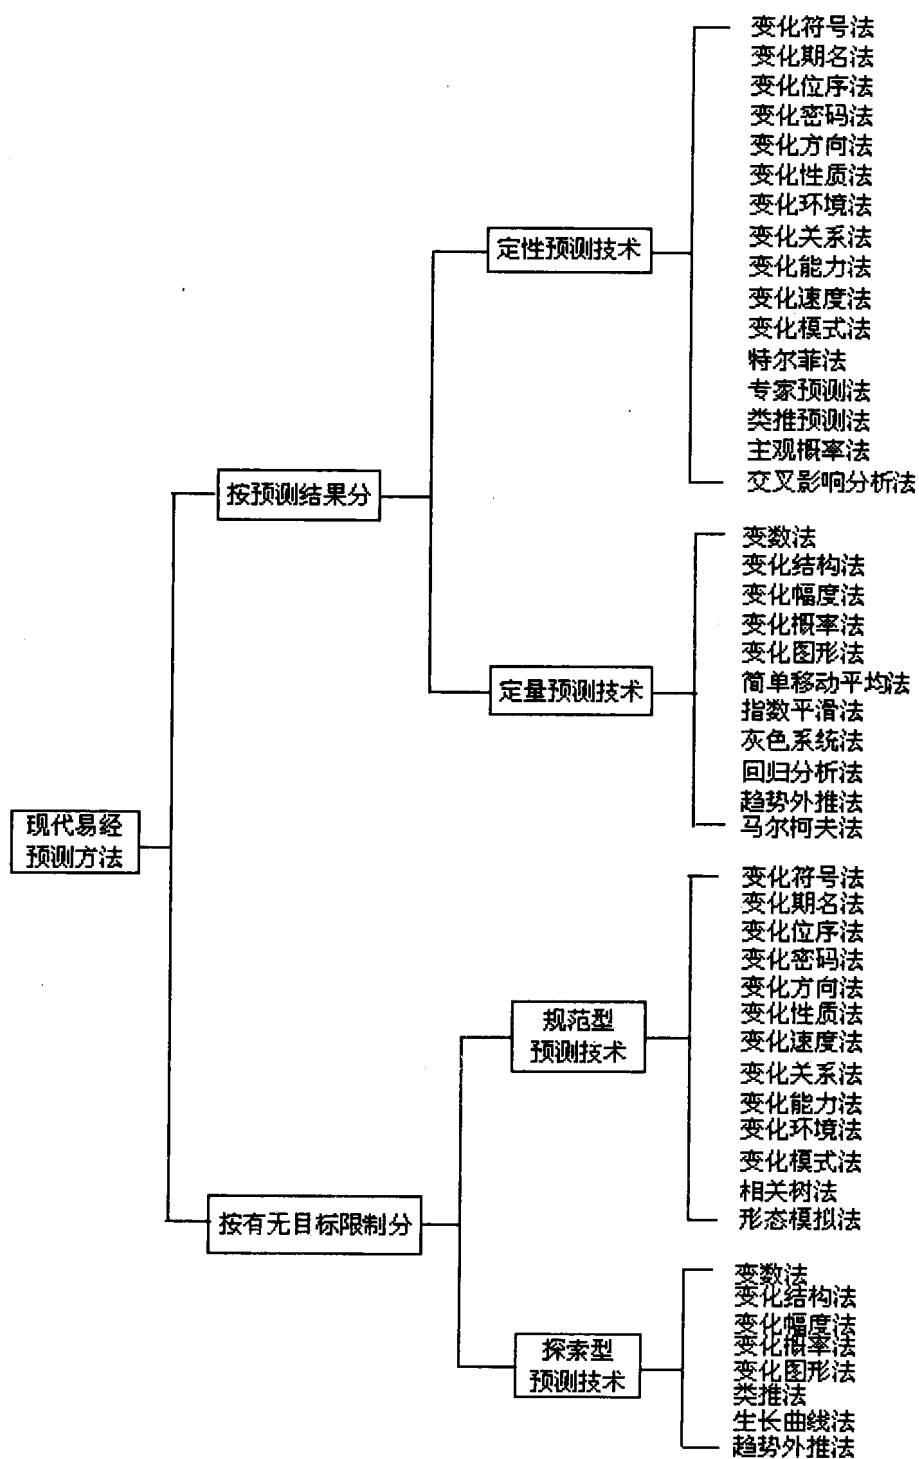 变化符号法
变化期名法
变化位序法
变化密码法
变化方向法
变化性质法
变化环境法
变化关系法
变化能力法
变化速度法
变化模式法
特尔菲法
专家预测法
类推预测法
主观概率法
交叉影响分析法
定性预测技术
按预测结果分
变数法
变化结构法
变化幅度法
变化概率法
变化图形法
简单移动平均法
指数平滑法
灰色系统法
回归分析法
趋势外推法
马尔柯夫法
定量预测技术
现代易经
预测方法
变化符号法
变化期名法
变化位序法
变化密码法
变化方向法
变化性质法
变化速度法
变化关系法
变化能力法
变化环境法
变化模式法
相关树法
形态模拟法
规范型
预测技术
按有无目标限制分
变数法
变化结构法
变化幅度法
变化概率法
变化图形法
类推法
生长曲线法
趋势外推法
探索型
预测技术